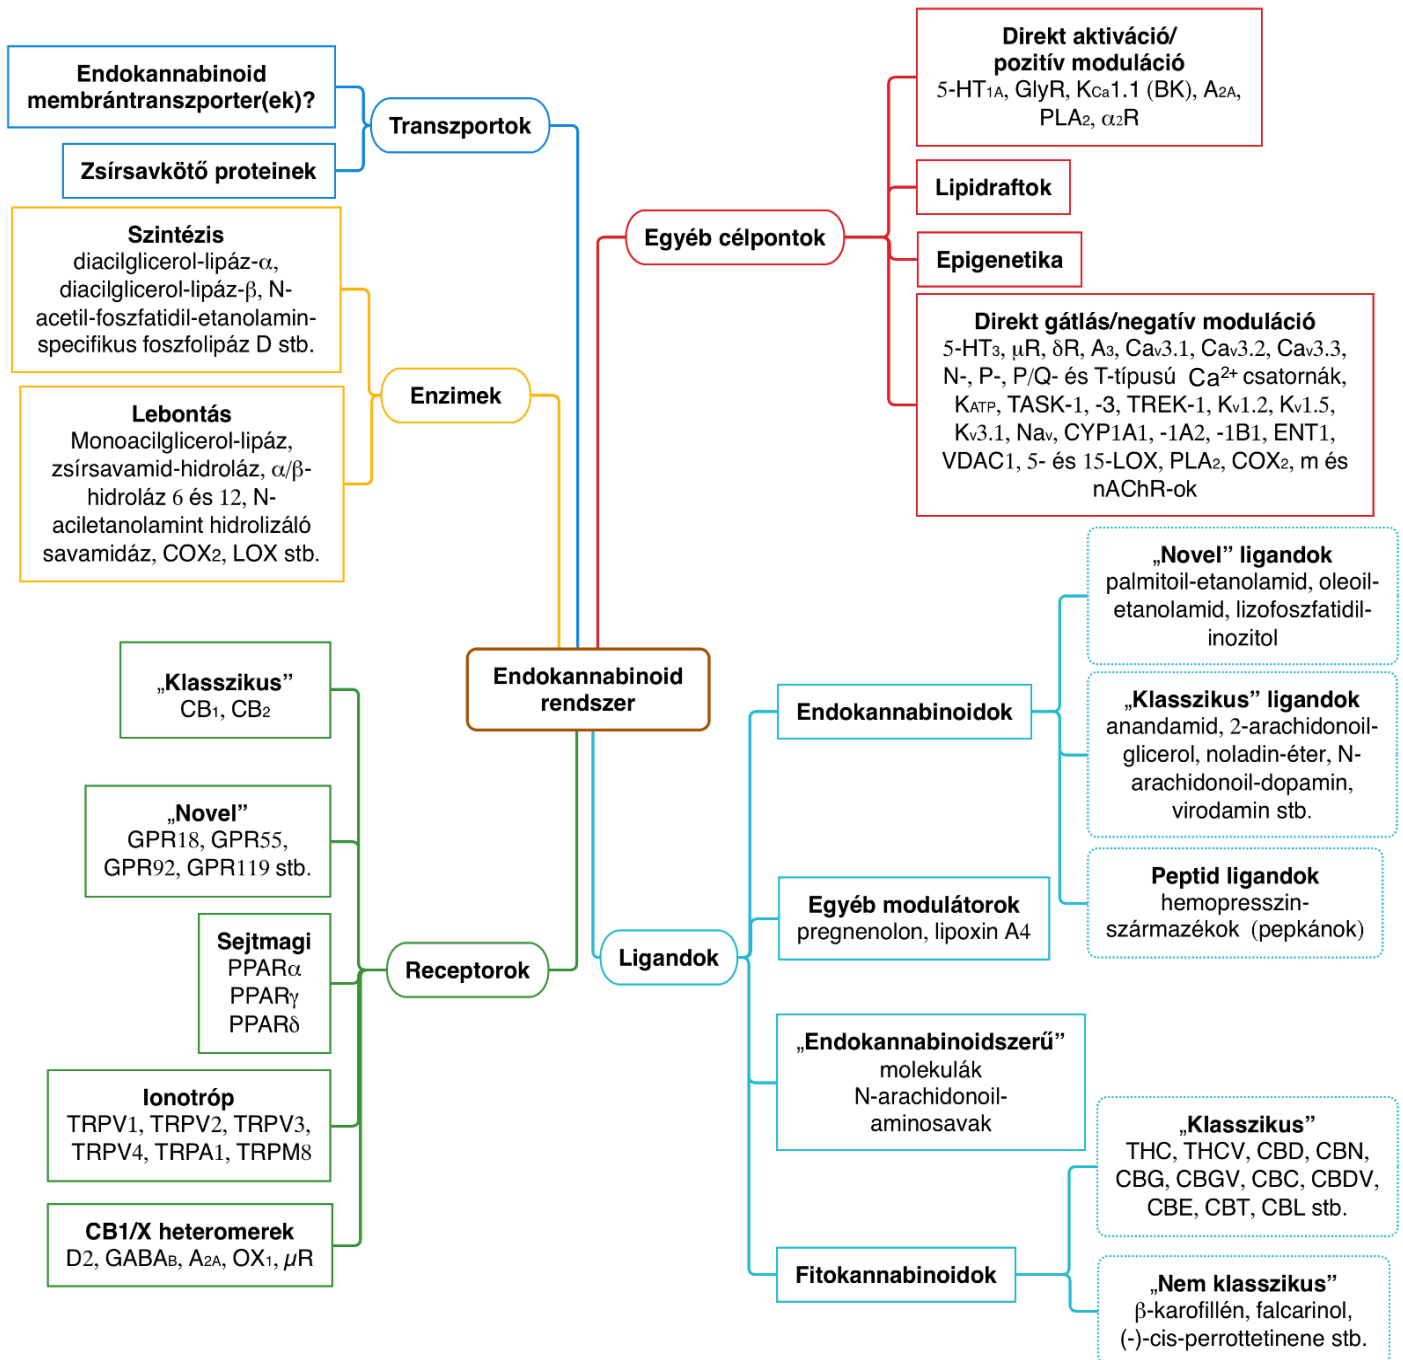 Endokannabinoid
membrántranszporter(ek)?
Zsírsavkötő proteinek
Transzportok
Szintézis
diacilglicerol-lipáz-α,
diacilglicerol-lipáz-β, N-
acetil-foszfatidil-etanolamin-
specifikus foszfolipáz D stb.
Lebontás
Monoacilglicerol-lipáz,
zsírsavamid-hidroláz, α/β-
hidroláz 6 és 12, N-
aciletanolamint hidrolizáló
savamidáz, COX₂, LOX stb.
Enzimek
Direkt aktiváció/
pozitív moduláció
5-HT₁A, GlyR, KCa1.1 (BK), A₂A,
PLA₂, α₂R
Lipidraftok
Epigenetika
Direkt gátlás/negatív moduláció
5-HT₃, μR, δR, A₃, Cav3.1, Cav3.2, Cav3.3,
N-, P-, P/Q- és T-típusú Ca²⁺ csatornák,
KATP, TASK-1, -3, TREK-1, Kv1.2, Kv1.5,
Kv3.1, Nav, CYP1A1, -1A2, -1B1, ENT1,
VDAC1, 5- és 15-LOX, PLA₂, COX₂, m és
nAChR-ok
Egyéb célpontok
Endokannabinoid
rendszer
„Klasszikus”
CB₁, CB₂
„Novel”
GPR18, GPR55,
GPR92, GPR119 stb.
Sejtmagi
PPARα
PPARγ
PPARδ
Ionotróp
TRPV1, TRPV2, TRPV3,
TRPV4, TRPA1, TRPM8
CB1/X heteromerek
D2, GABAB, A₂A, OX₁, μR
Receptorok
Ligandok
Endokannabinoidok
„Novel” ligandok
palmitoil-etanolamid, oleoil-
etanolamid, lizofoszfatidil-
inozitol
„Klasszikus” ligandok
anandamid, 2-arachidonoil-
glicerol, noladin-éter, N-
arachidonoil-dopamin,
virodamin stb.
Peptid ligandok
hemopresszin-
származékok (pepkánok)
Egyéb modulátorok
pregnenolon, lipoxin A4
„Endokannabinoidszerű”
molekulák
N-arachidonoil-
aminosavak
Fitokannabinoidok
„Klasszikus”
THC, THCV, CBD, CBN,
CBG, CBGV, CBC, CBDV,
CBE, CBT, CBL stb.
„Nem klasszikus”
β-karofillén, falcarinol,
(-)-cis-perrottetinene stb.